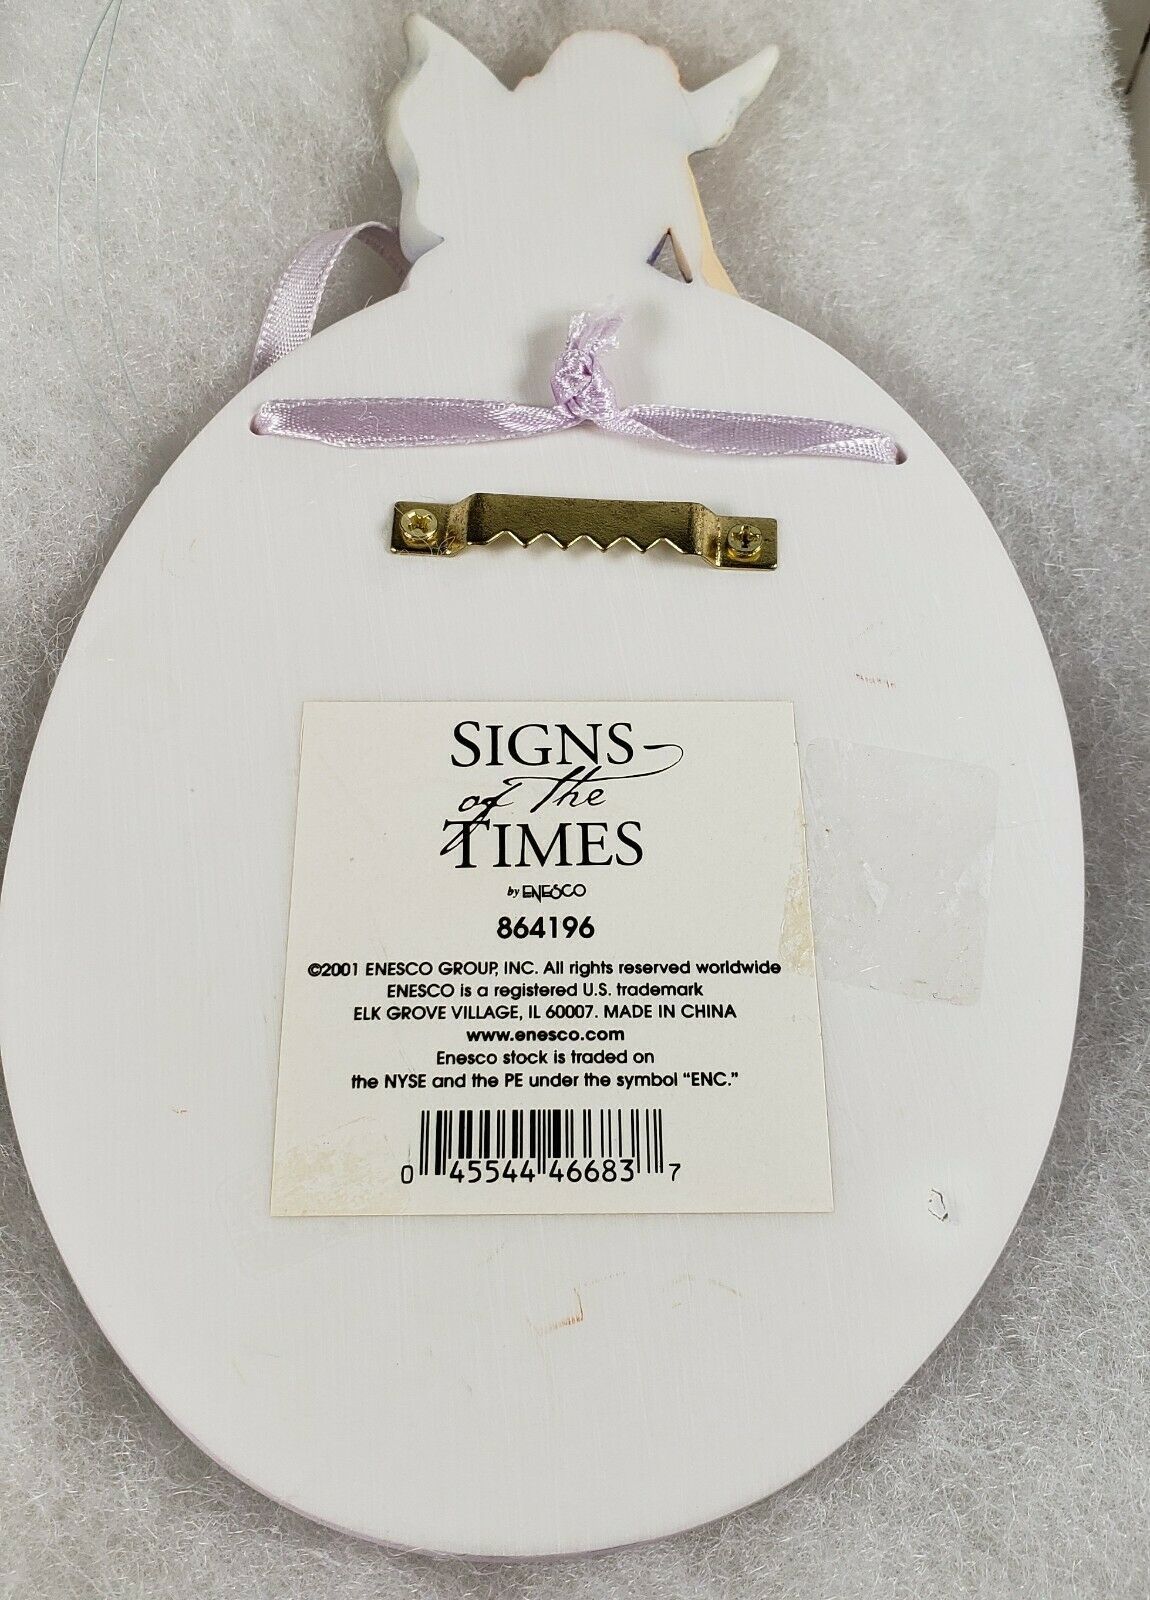 SIGNS
of the
TIMES
by ENESCO
864196
©2001 ENESCO GROUP, INC. All rights reserved worldwide
ENESCO is a registered U.S. trademark
ELK GROVE VILLAGE, IL 60007. MADE IN CHINA
www.enesco.com
Enesco stock is traded on
the NYSE and the PE under the symbol "ENC."
0 45544 46683 7